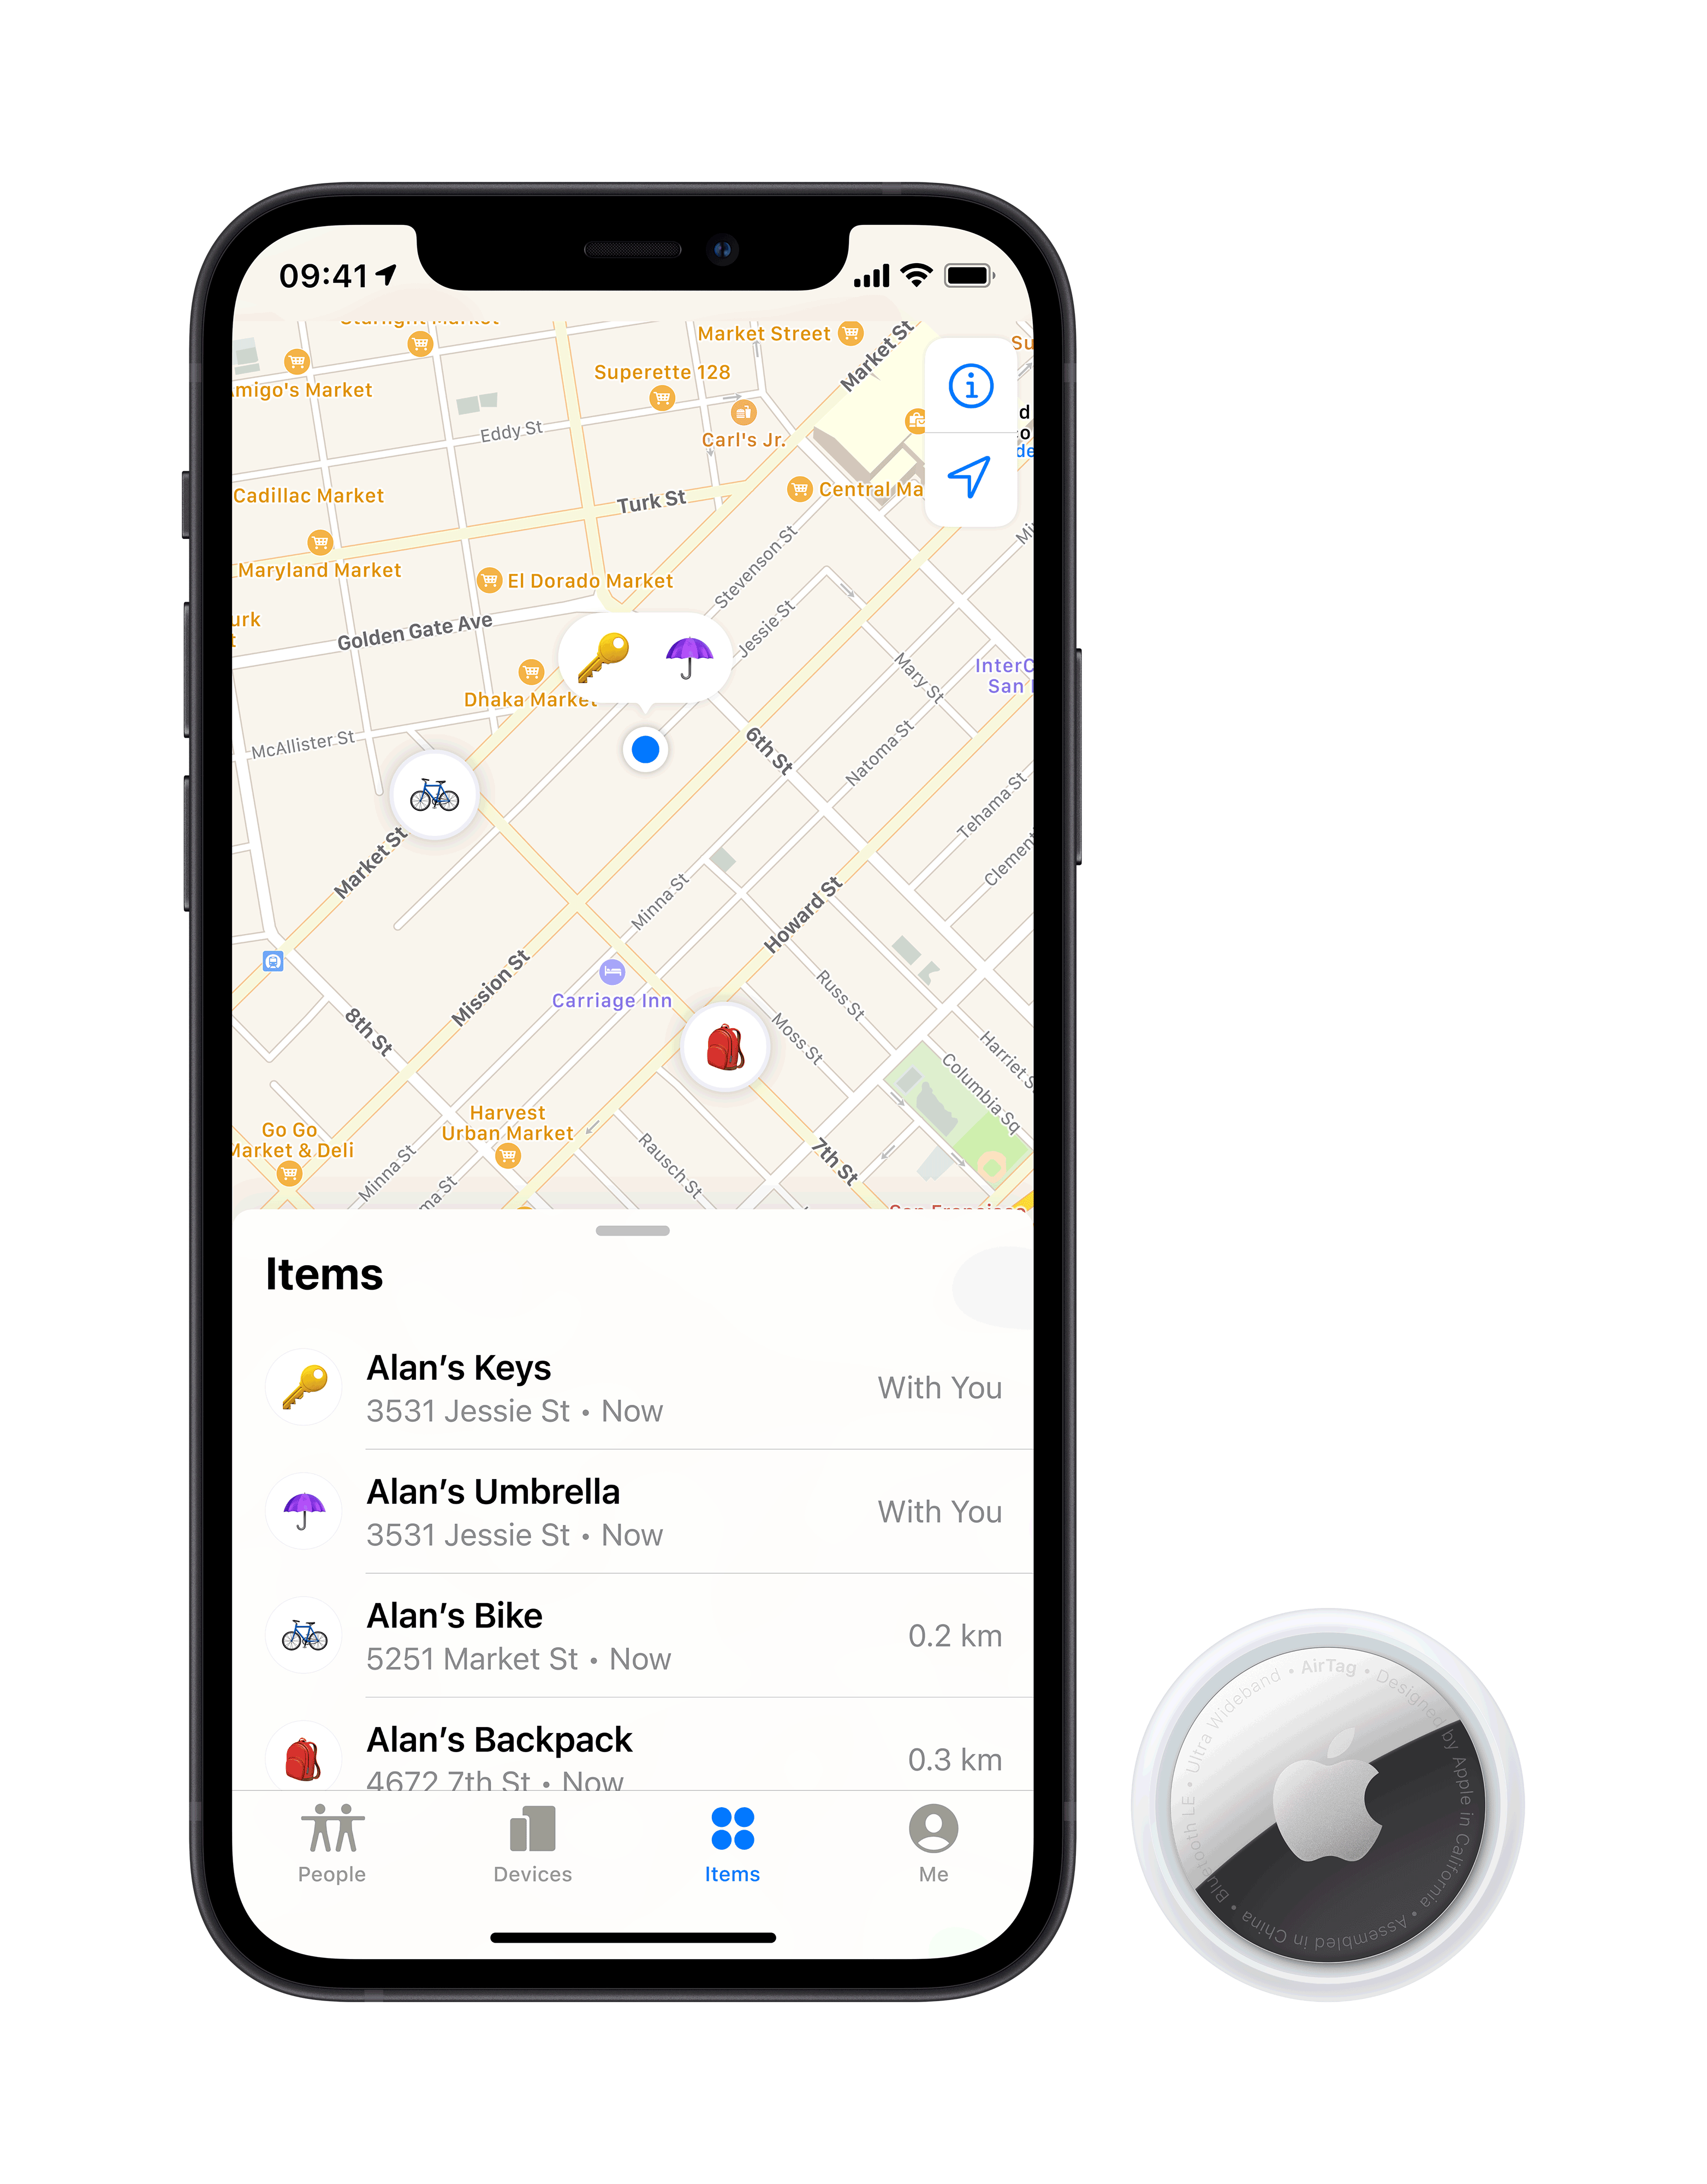 09:41
Market Street
Market St
Su
Amigo's Market
Superette 128
Carl's Jr.
Eddy St
Cadillac Market
Turk St
Central Ma
Maryland Market
El Dorado Market
Stevenson St
Jessie St
urk
Golden Gate Ave
Dhaka Market
Mary St
InterC
San
McAllister St
6th St
Natoma St
Tehama St
Market St
Clement
Minna St
Howard St
Mission St
Carriage Inn
8th St
Russ St
Moss St
Harriet S
Columbia Sq
Harvest
Urban Market
Go Go
Market & Deli
Minna St
ma St
Rausch St
7th St
San Francisco
Items
Alan’s Keys
3531 Jessie St • Now
With You
Alan’s Umbrella
3531 Jessie St • Now
With You
Alan’s Bike
5251 Market St • Now
0.2 km
Alan’s Backpack
4672 7th St • Now
0.3 km
People
Devices
Items
Me
• AirTag • Designed by Apple in California • Assembled in China • Bluetooth LE • Ultra Wideband